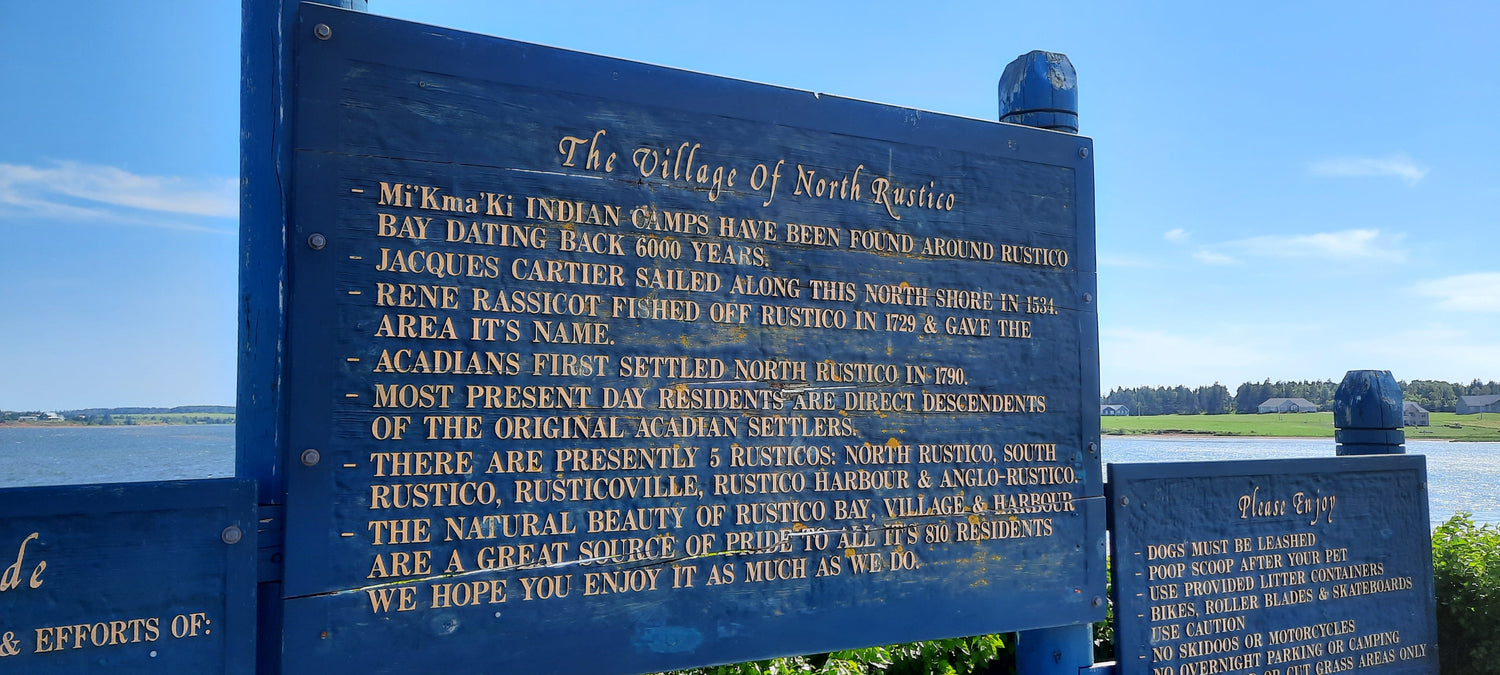 The Village Of North Rustico
- Mi'Kma'Ki INDIAN CAMPS HAVE BEEN FOUND AROUND RUSTICO
BAY DATING BACK 6000 YEARS.
- JACQUES CARTIER SAILED ALONG THIS NORTH SHORE IN 1534.
- RENE RASSICOT FISHED OFF RUSTICO IN 1729 & GAVE THE
AREA IT'S NAME.
- ACADIANS FIRST SETTLED NORTH RUSTICO IN 1790.
- MOST PRESENT DAY RESIDENTS ARE DIRECT DESCENDENTS
OF THE ORIGINAL ACADIAN SETTLERS.
- THERE ARE PRESENTLY 5 RUSTICOS: NORTH RUSTICO, SOUTH
RUSTICO, RUSTICOVILLE, RUSTICO HARBOUR & ANGLO-RUSTICO.
- THE NATURAL BEAUTY OF RUSTICO BAY, VILLAGE & HARBOUR
ARE A GREAT SOURCE OF PRIDE TO ALL IT'S 810 RESIDENTS
WE HOPE YOU ENJOY IT AS MUCH AS WE DO.
de
& EFFORTS OF:
Please Enjoy
- DOGS MUST BE LEASHED
- POOP SCOOP AFTER YOUR PET
- USE PROVIDED LITTER CONTAINERS
- BIKES, ROLLER BLADES & SKATEBOARDS
USE CAUTION
- NO SKIDOOS OR MOTORCYCLES
- NO OVERNIGHT PARKING OR CAMPING
OR CUT GRASS AREAS ONLY